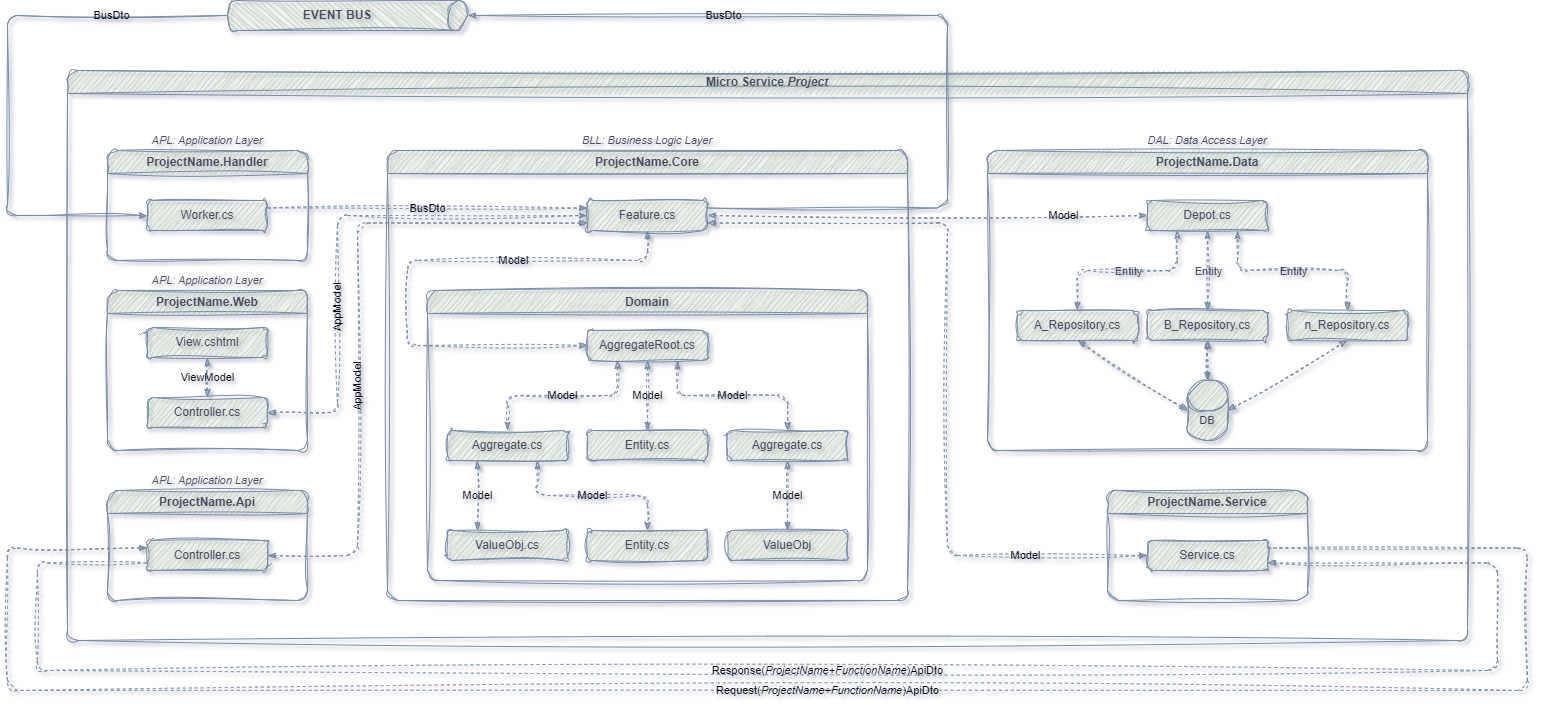 BusDto
EVENT BUS
BusDto
Micro Service Project
APL: Application Layer
ProjectName.Handler
Worker.cs
BusDto
APL: Application Layer
ProjectName.Web
View.cshtml
ViewModel
Controller.cs
AppModel
AppModel
APL: Application Layer
ProjectName.Api
Controller.cs
BLL: Business Logic Layer
ProjectName.Core
Feature.cs
Model
Domain
AggregateRoot.cs
Model
Model
Model
Aggregate.cs
Entity.cs
Aggregate.cs
Model
Model
Model
ValueObj.cs
Entity.cs
ValueObj
DAL: Data Access Layer
ProjectName.Data
Model
Depot.cs
Entity
Entity
Entity
A_Repository.cs
B_Repository.cs
n_Repository.cs
DB
ProjectName.Service
Model
Service.cs
Response(ProjectName+FunctionName)ApiDto
Request(ProjectName+FunctionName)ApiDto